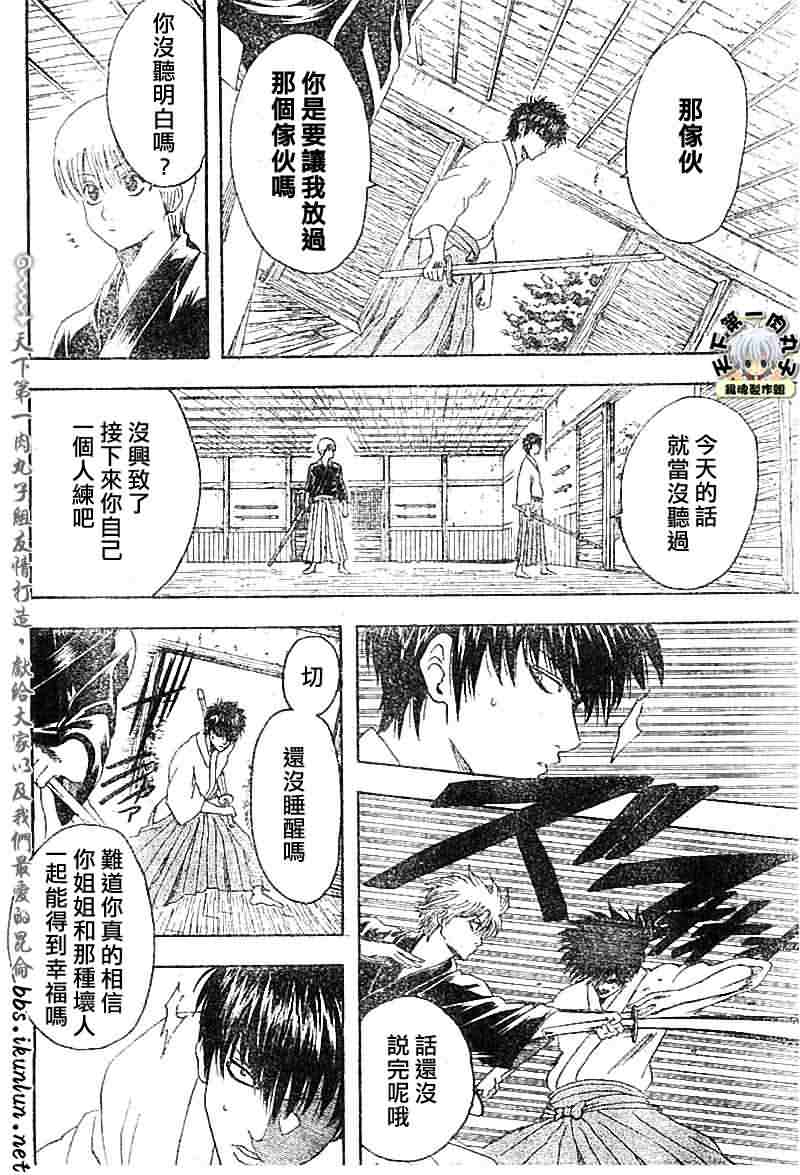 那傢伙
你是要讓我放過
那個傢伙嗎
你沒聽明白嗎？
天下第一肉丸子
銀魂製作組
今天的話
就當沒聽過
沒興致了
接下來你自己
一個人練吧
話還沒
說完呢哦
切
還沒睡醒嗎
難道你真的相信
你姐姐和那種壞人
一起能得到幸福嗎
天下第一肉丸子組友情打造，獻給大家以及我們最愛的昆侖 bbs.ikunlun.net